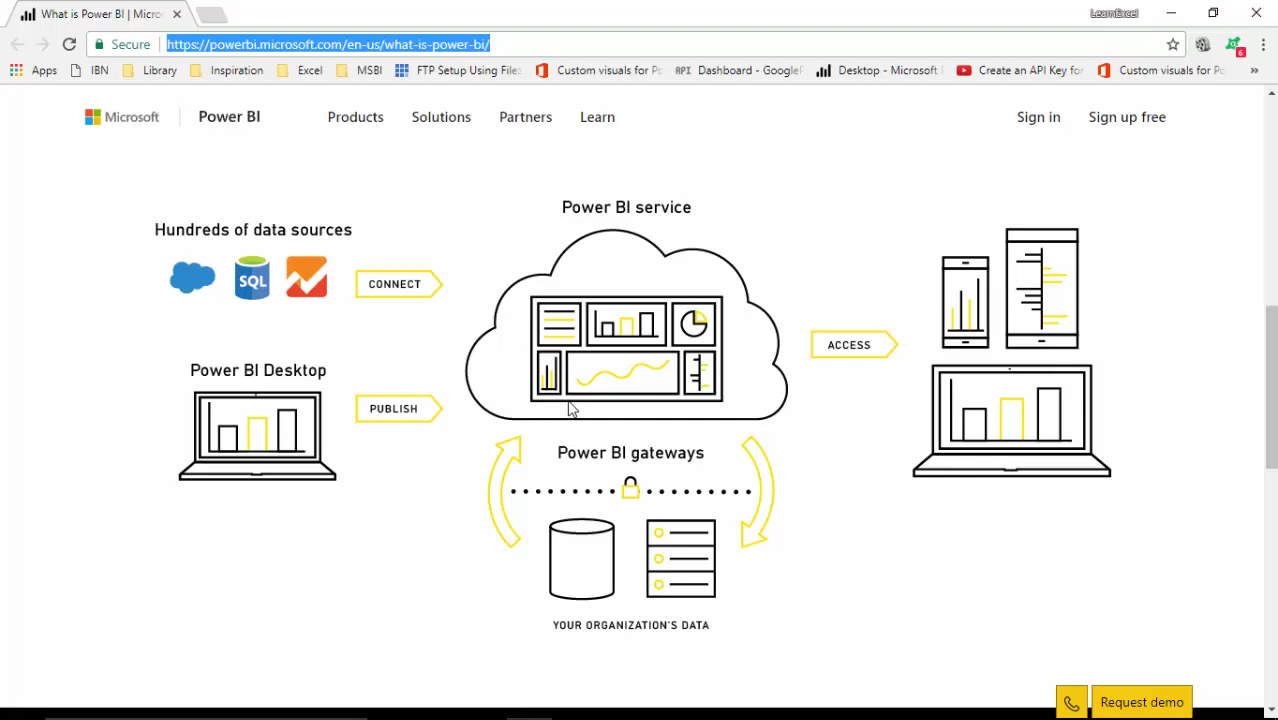 What is Power BI | Micro
LearnExcel
Secure
https://powerbi.microsoft.com/en-us/what-is-power-bi/
6
Apps
IBN
Library
Inspiration
Excel
MSBI
FTP Setup Using File
Custom visuals for Po
API
Dashboard - GoogleP
Desktop - Microsoft
Create an API Key for
Custom visuals for Po
»
Microsoft
Power BI
Products
Solutions
Partners
Learn
Sign in
Sign up free
Power BI service
Hundreds of data sources
SQL
CONNECT
ACCESS
Power BI Desktop
PUBLISH
Power BI gateways
YOUR ORGANIZATION'S DATA
Request demo